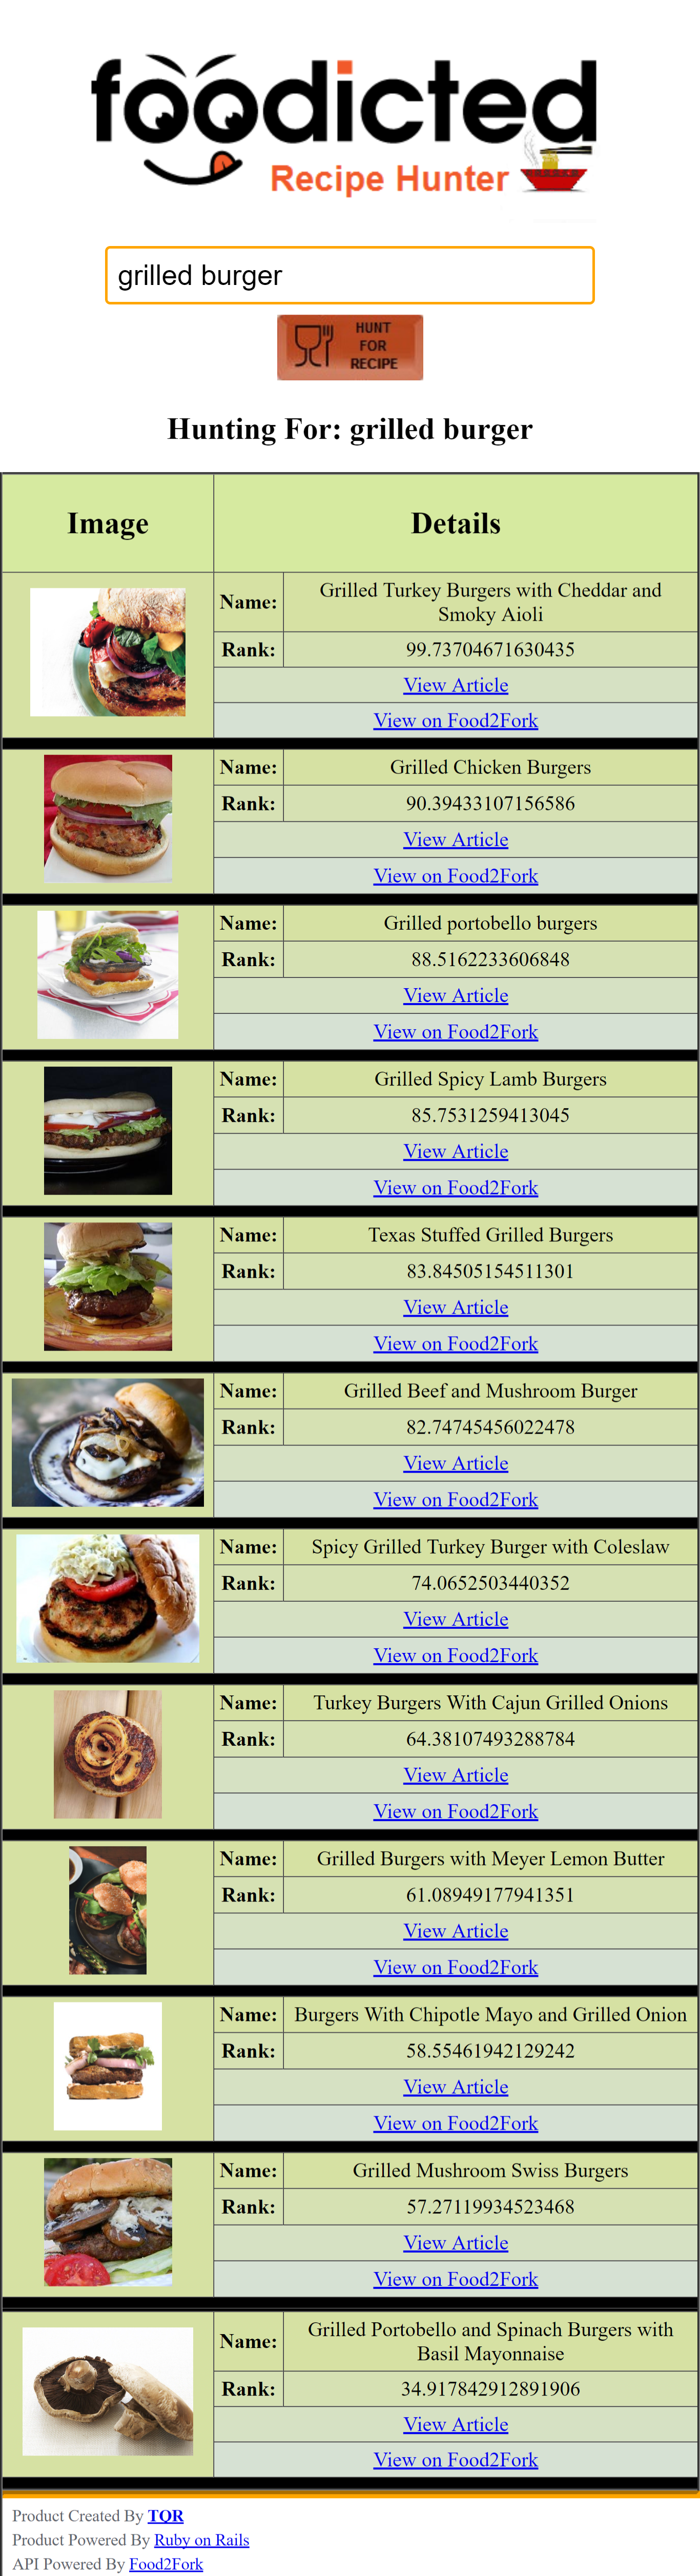 foodicted
Recipe Hunter
grilled burger
HUNT
FOR
RECIPE
Hunting For: grilled burger
Image Details
Name: Grilled Turkey Burgers with Cheddar and
Smoky Aioli
Rank: 99.73704671630435
View Article
View on Food2Fork
Name: Grilled Chicken Burgers
Rank: 90.39433107156586
View Article
View on Food2Fork
Name: Grilled portobello burgers
Rank: 88.5162233606848
View Article
View on Food2Fork
Name: Grilled Spicy Lamb Burgers
Rank: 85.7531259413045
View Article
View on Food2Fork
Name: Texas Stuffed Grilled Burgers
Rank: 83.84505154511301
View Article
View on Food2Fork
Name: Grilled Beef and Mushroom Burger
Rank: 82.74745456022478
View Article
View on Food2Fork
Name: Spicy Grilled Turkey Burger with Coleslaw
Rank: 74.0652503440352
View Article
View on Food2Fork
Name: Turkey Burgers With Cajun Grilled Onions
Rank: 64.38107493288784
View Article
View on Food2Fork
Name: Grilled Burgers with Meyer Lemon Butter
Rank: 61.08949177941351
View Article
View on Food2Fork
Name: Burgers With Chipotle Mayo and Grilled Onion
Rank: 58.55461942129242
View Article
View on Food2Fork
Name: Grilled Mushroom Swiss Burgers
Rank: 57.27119934523468
View Article
View on Food2Fork
Name: Grilled Portobello and Spinach Burgers with
Basil Mayonnaise
Rank: 34.917842912891906
View Article
View on Food2Fork
Product Created By TQR
Product Powered By Ruby on Rails
API Powered By Food2Fork